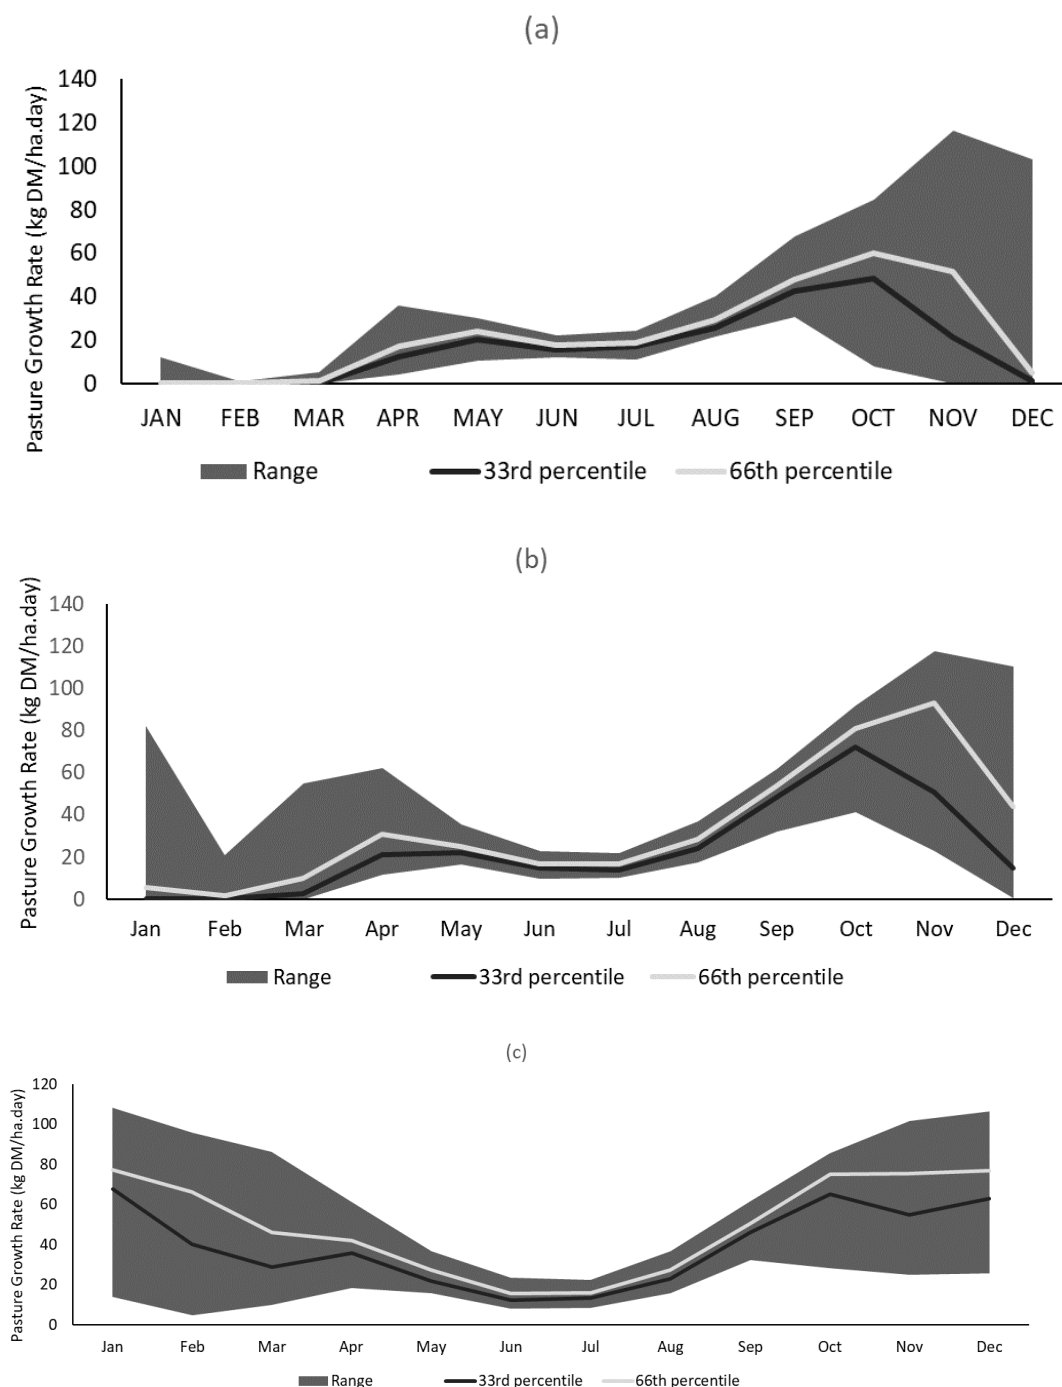 (a)
Pasture Growth Rate (kg DM/ha.day)
140
120
100
80
60
40
20
0
JAN FEB MAR APR MAY JUN JUL AUG SEP OCT NOV DEC
Range 33rd percentile 66th percentile
(b)
Pasture Growth Rate (kg DM/ha.day)
140
120
100
80
60
40
20
0
Jan Feb Mar Apr May Jun Jul Aug Sep Oct Nov Dec
Range 33rd percentile 66th percentile
(c)
Pasture Growth Rate (kg DM/ha.day)
120
100
80
60
40
20
0
Jan Feb Mar Apr May Jun Jul Aug Sep Oct Nov Dec
Range 33rd percentile 66th percentile